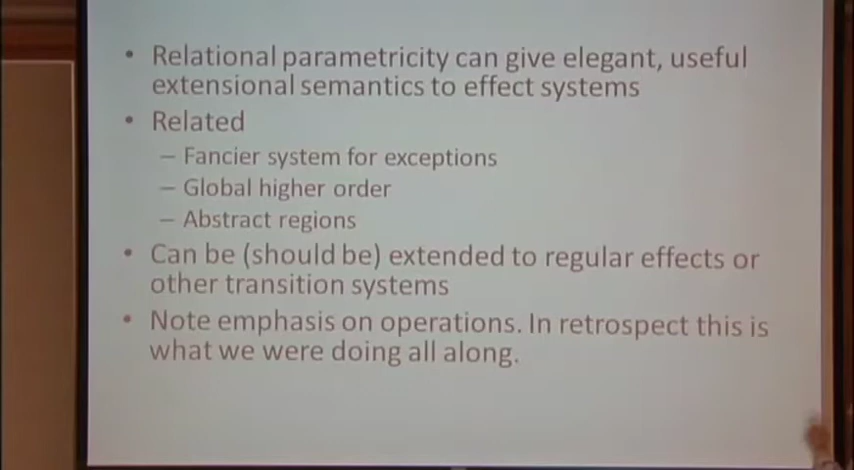 • Relational parametricity can give elegant, useful
extensional semantics to effect systems
• Related
– Fancier system for exceptions
– Global higher order
– Abstract regions
• Can be (should be) extended to regular effects or
other transition systems
• Note emphasis on operations. In retrospect this is
what we were doing all along.